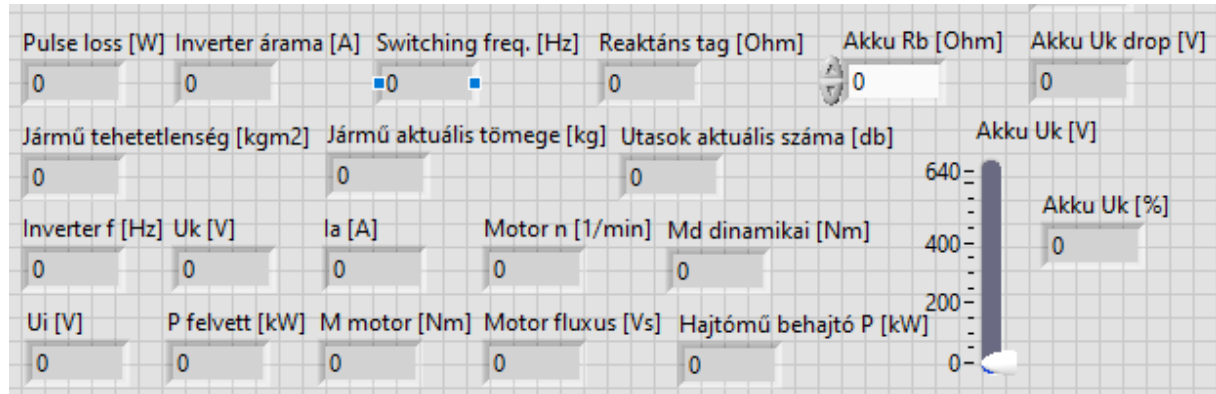 Pulse loss [W] Inverter árama [A] Switching freq. [Hz] Reaktáns tag [Ohm] Akku Rb [Ohm] Akku Uk drop [V]
0 0 0 0 0 0
Jármű tehetetlenség [kgm2] Jármű aktuális tömege [kg] Utasok aktuális száma [db] Akku Uk [V]
0 0 0 640
Akku Uk [%]
Inverter f [Hz] Uk [V] Ia [A] Motor n [1/min] Md dinamikai [Nm] 400 0
0 0 0 0 0
200
Ui [V] P felvett [kW] M motor [Nm] Motor fluxus [Vs] Hajtómű behajtó P [kW]
0 0 0 0 0 0